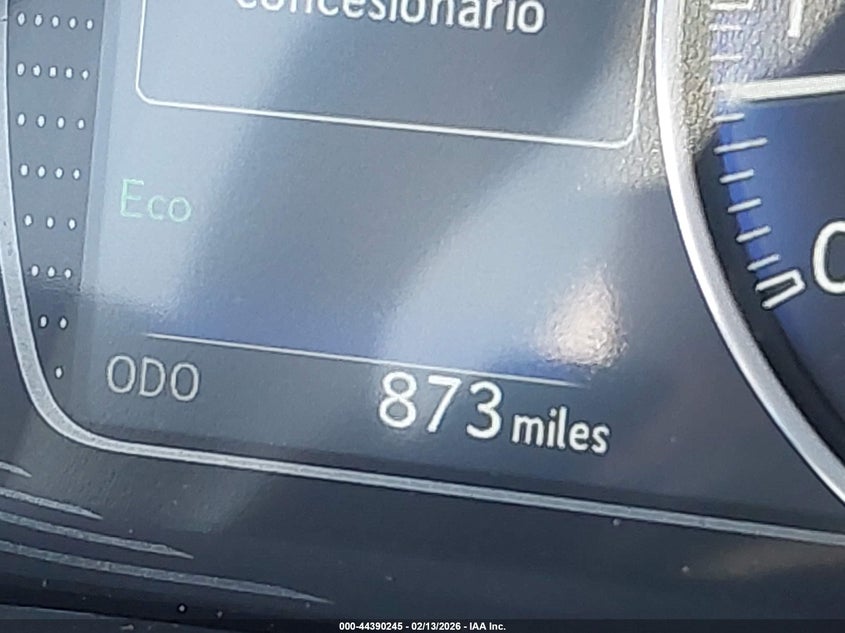 concesionario
Eco
ODO 873 miles
000-44390245 - 02/13/2026 - IAA Inc.